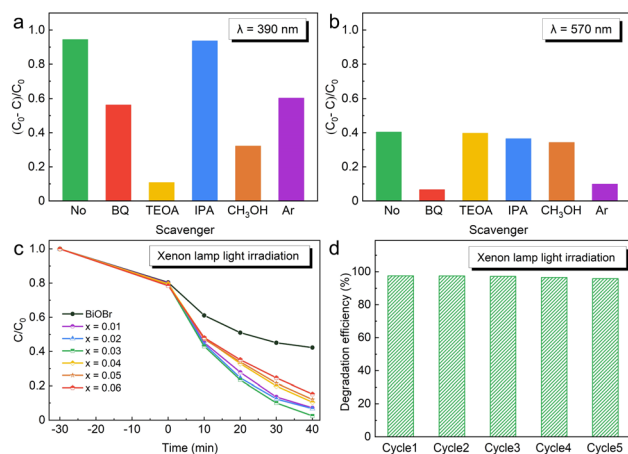 a
λ = 390 nm
1.0
0.8
0.6
0.4
0.2
0
(C₀- C)/C₀
No BQ TEOA IPA CH₃OH Ar
Scavenger
b
λ = 570 nm
1.0
0.8
0.6
0.4
0.2
0
(C₀- C)/C₀
No BQ TEOA IPA CH₃OH Ar
Scavenger
c
Xenon lamp light irradiation
1.0
0.8
0.6
0.4
0.2
0
C/C₀
BiOBr
x = 0.01
x = 0.02
x = 0.03
x = 0.04
x = 0.05
x = 0.06
-30 -20 -10 0 10 20 30 40
Time (min)
d
Xenon lamp light irradiation
100
80
60
40
20
0
Degradation efficiency (%)
Cycle1 Cycle2 Cycle3 Cycle4 Cycle5